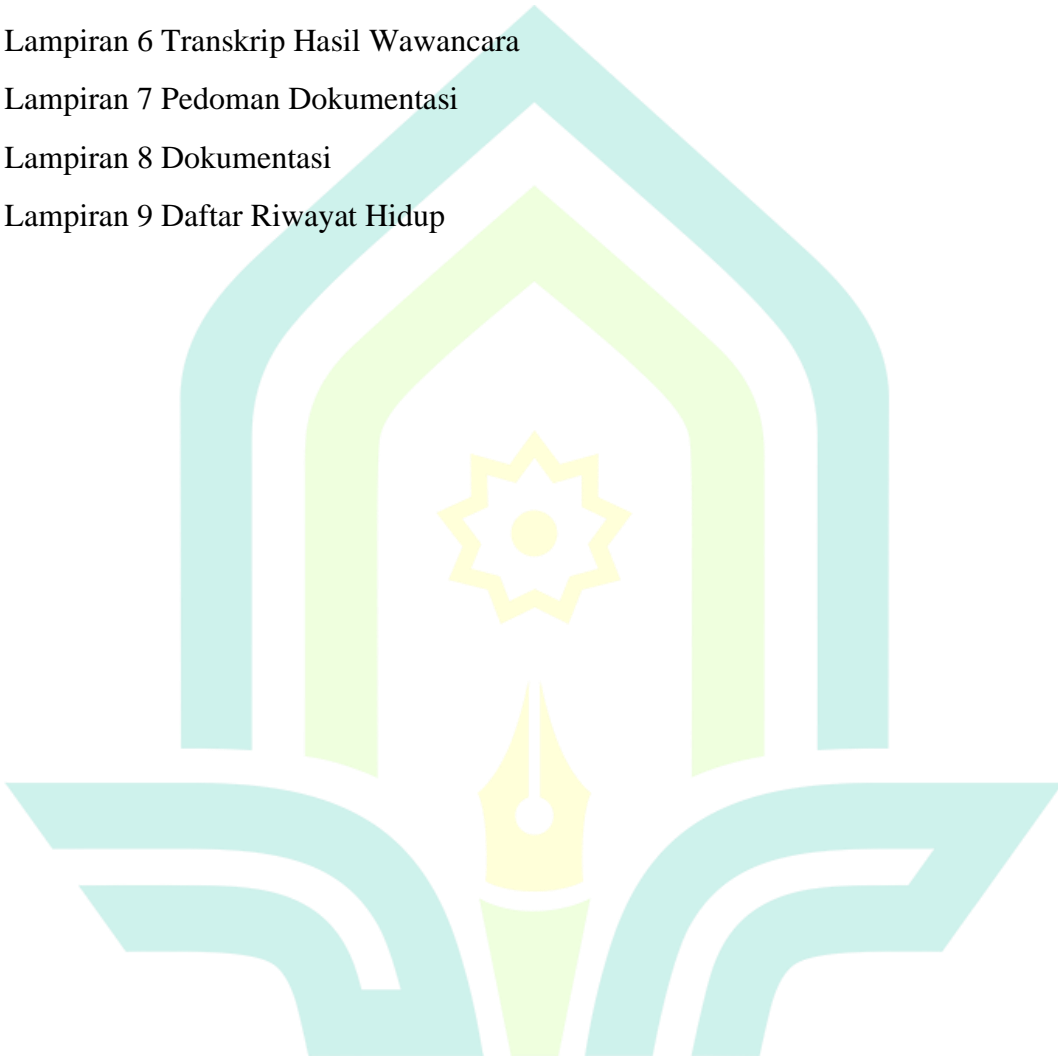 Lampiran 6 Transkrip Hasil Wawancara
Lampiran 7 Pedoman Dokumentasi
Lampiran 8 Dokumentasi
Lampiran 9 Daftar Riwayat Hidup